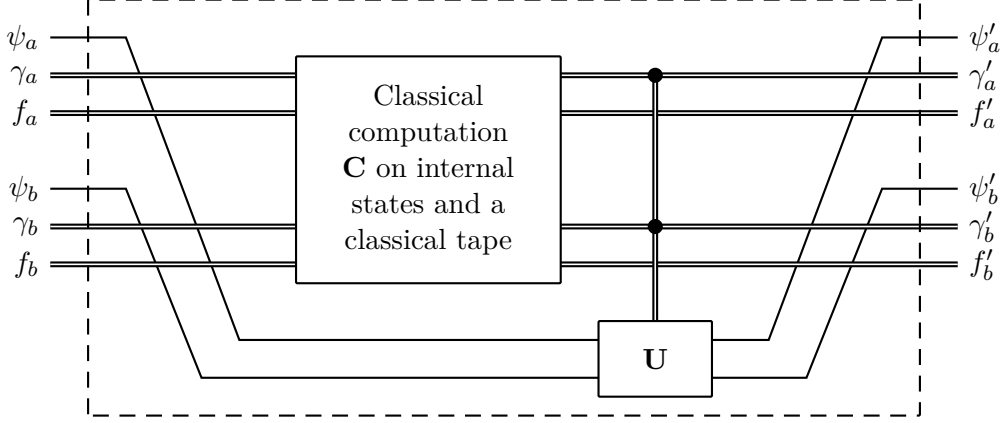 ψ_a ψ'_a
γ_a γ'_a
f_a f'_a
Classical
computation
C on internal
states and a
classical tape
ψ_b ψ'_b
γ_b γ'_b
f_b f'_b
U